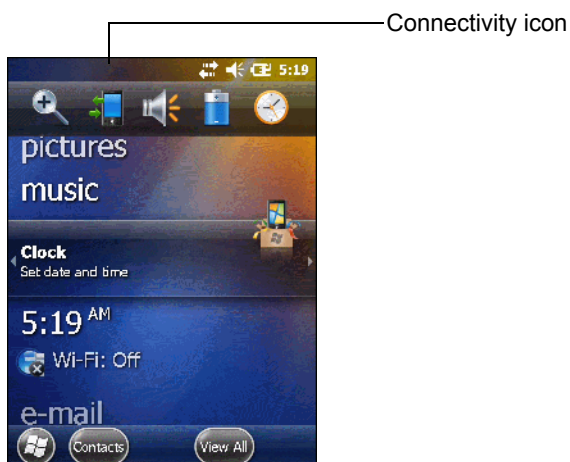 Connectivity icon
5:19
pictures
music
Clock
Set date and time
5:19 AM
Wi-Fi: Off
e-mail
Contacts
View All